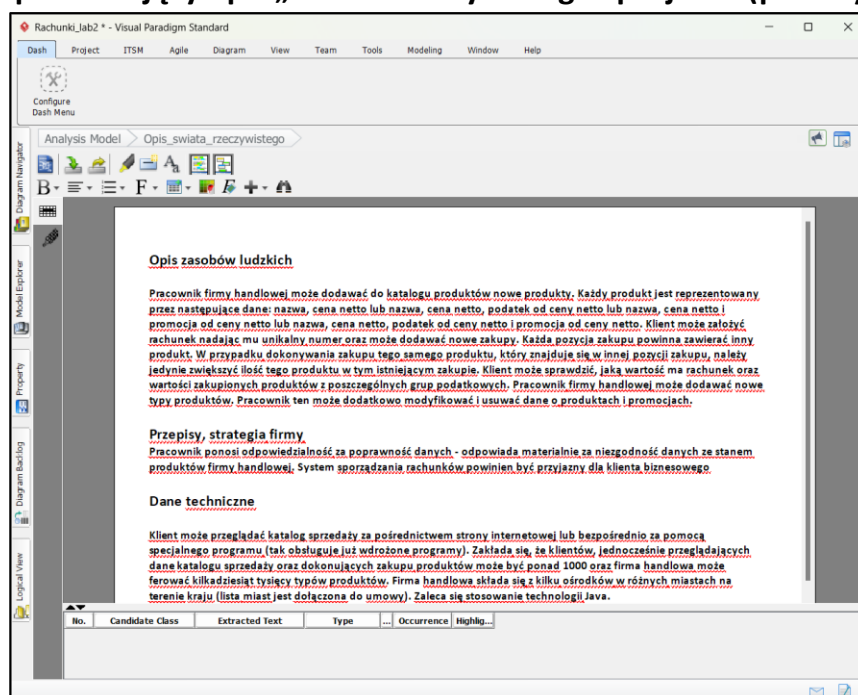 Rachunki_lab2 * - Visual Paradigm Standard
Dash Project ITSM Agile Diagram View Team Tools Modeling Window Help
Configure
Dash Menu
Analysis Model Opis_swiata_rzeczywistego
Diagram Navigator
Model Explorer
Property
Diagram Backlog
Logical View
Opis zasobów ludzkich
Pracownik firmy handlowej może dodawać do katalogu produktów nowe produkty. Każdy produkt jest reprezentowany
przez następujące dane: nazwa, cena netto lub nazwa, cena netto, podatek od ceny netto lub nazwa, cena netto i
promocja od ceny netto lub nazwa, cena netto, podatek od ceny netto i promocja od ceny netto. Klient może założyć
rachunek nadając mu unikalny numer oraz może dodawać nowe zakupy. Każda pozycja zakupu powinna zawierać inny
produkt. W przypadku dokonywania zakupu tego samego produktu, który znajduje się w innej pozycji zakupu, należy
jedynie zwiększyć ilość tego produktu w tym istniejącym zakupie. Klient może sprawdzić, jaką wartość ma rachunek oraz
wartości zakupionych produktów z poszczególnych grup podatkowych. Pracownik firmy handlowej może dodawać nowe
typy produktów. Pracownik ten może dodatkowo modyfikować i usuwać dane o produktach i promocjach.
Przepisy, strategia firmy
Pracownik ponosi odpowiedzialność za poprawność danych - odpowiada materialnie za niezgodność danych ze stanem
produktów firmy handlowej. System sporządzania rachunków powinien być przyjazny dla klienta biznesowego
Dane techniczne
Klient może przeglądać katalog sprzedaży za pośrednictwem strony internetowej lub bezpośrednio za pomocą
specjalnego programu (tak obsługuje już wdrożone programy). Zakłada się, że klientów, jednocześnie przeglądających
dane katalogu sprzedaży oraz dokonujących zakupu produktów może być ponad 1000 oraz firma handlowa może
ferować kilkadziesiąt tysięcy typów produktów. Firma handlowa składa się z kilku ośrodków w różnych miastach na
terenie kraju (lista miast jest dołączona do umowy). Zaleca się stosowanie technologii Java.
No. Candidate Class Extracted Text Type ... Occurrence Highlig...